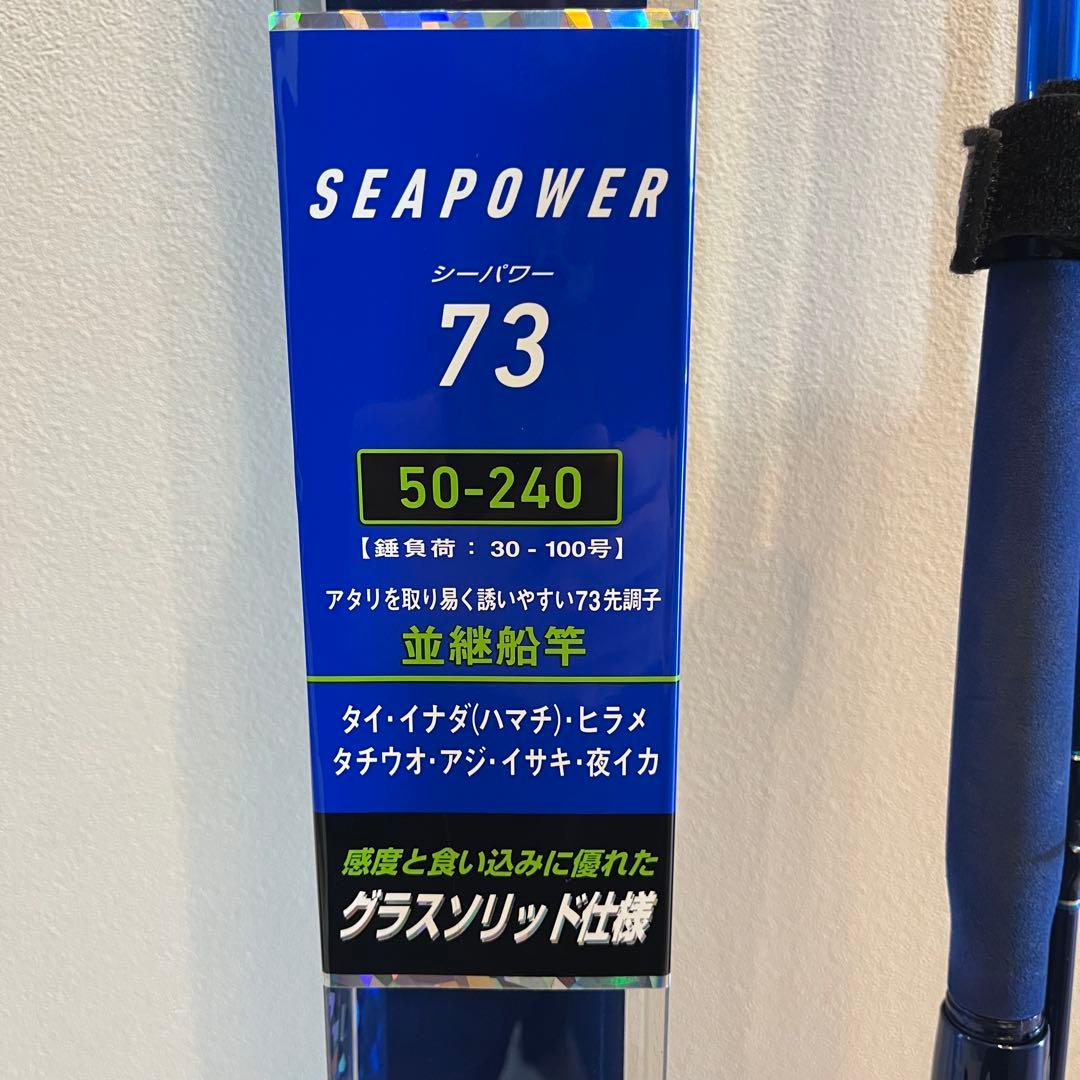 SEAPOWER
シーパワー
73
50-240
【錘負荷：30-100号】
アタリを取り易く誘いやすい73先調子
並継船竿
タイ・イナダ(ハマチ)・ヒラメ
タチウオ・アジ・イサキ・夜イカ
感度と食い込みに優れた
グラスソリッド仕様